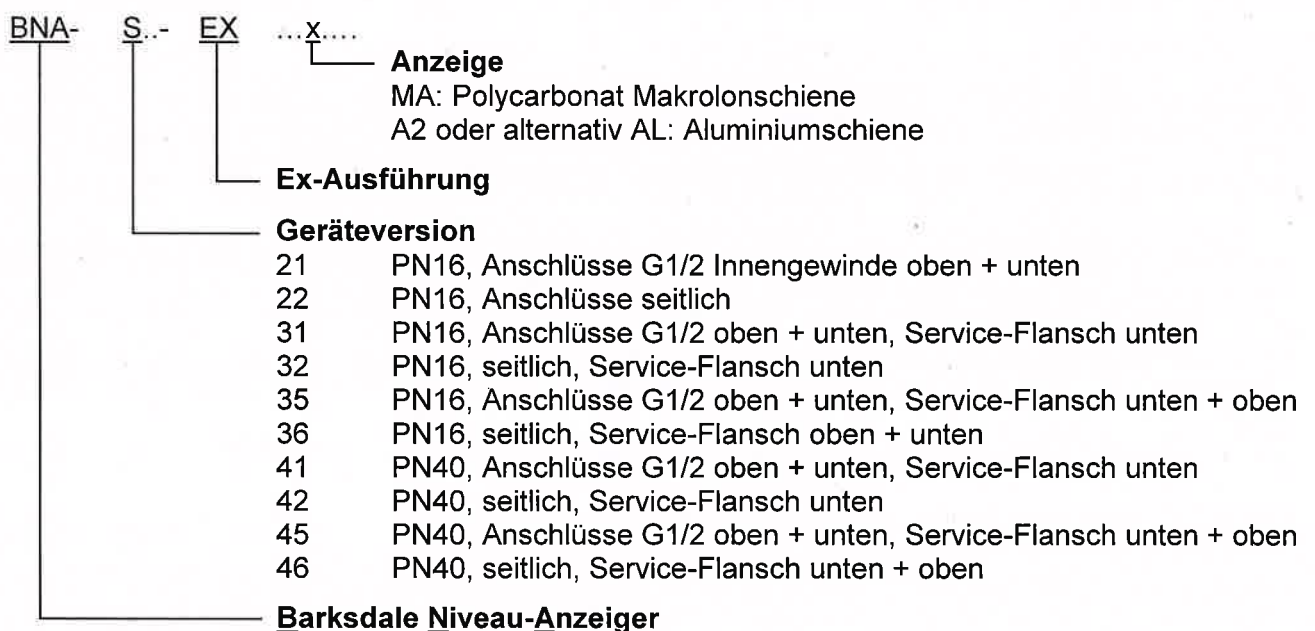 BNA- S..- EX ...x....
Anzeige
MA: Polycarbonat Makrolonschiene
A2 oder alternativ AL: Aluminiumschiene
Ex-Ausführung
Geräteversion
21 PN16, Anschlüsse G1/2 Innengewinde oben + unten
22 PN16, Anschlüsse seitlich
31 PN16, Anschlüsse G1/2 oben + unten, Service-Flansch unten
32 PN16, seitlich, Service-Flansch unten
35 PN16, Anschlüsse G1/2 oben + unten, Service-Flansch unten + oben
36 PN16, seitlich, Service-Flansch oben + unten
41 PN40, Anschlüsse G1/2 oben + unten, Service-Flansch unten
42 PN40, seitlich, Service-Flansch unten
45 PN40, Anschlüsse G1/2 oben + unten, Service-Flansch unten + oben
46 PN40, seitlich, Service-Flansch unten + oben
Barksdale Niveau-Anzeiger